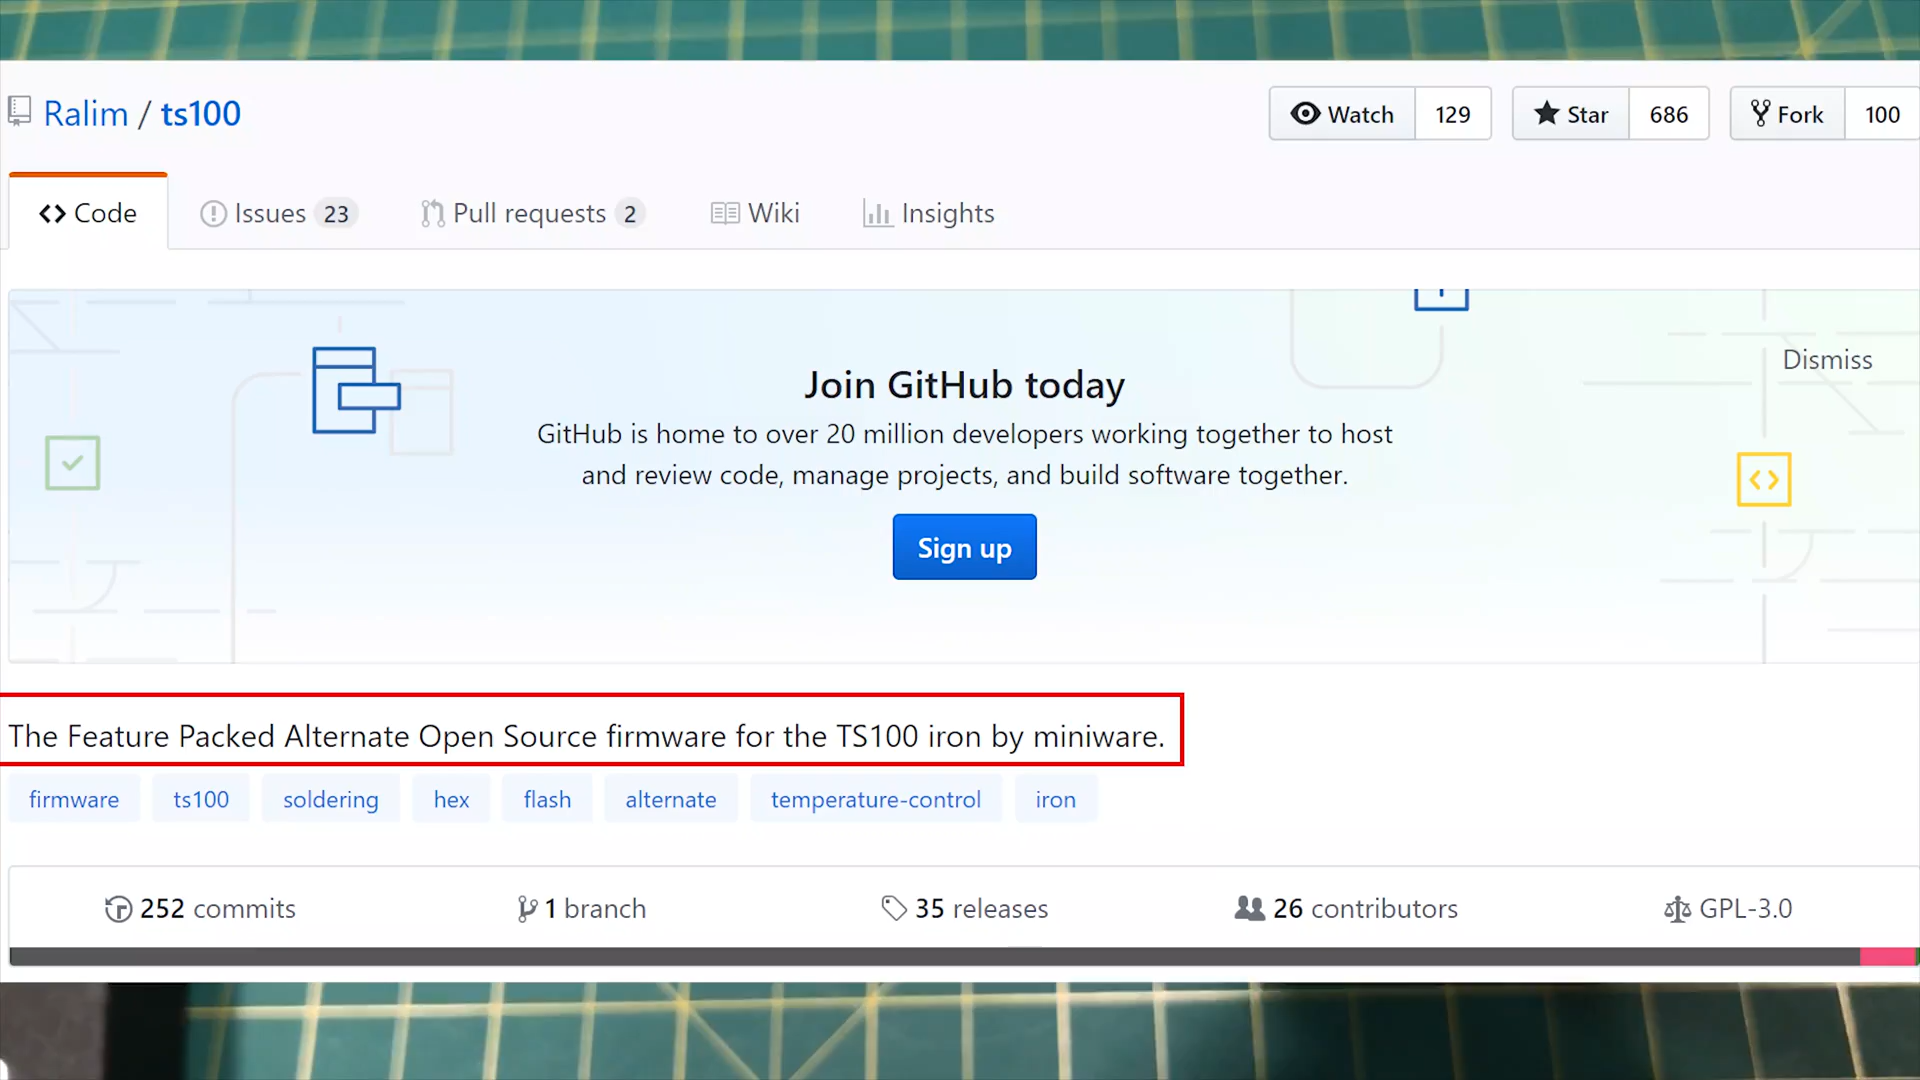 Ralim / ts100
Watch 129 Star 686 Fork 100
Code Issues 23 Pull requests 2 Wiki Insights
Dismiss
Join GitHub today
GitHub is home to over 20 million developers working together to host
and review code, manage projects, and build software together.
Sign up
The Feature Packed Alternate Open Source firmware for the TS100 iron by miniware.
firmware ts100 soldering hex flash alternate temperature-control iron
252 commits 1 branch 35 releases 26 contributors GPL-3.0